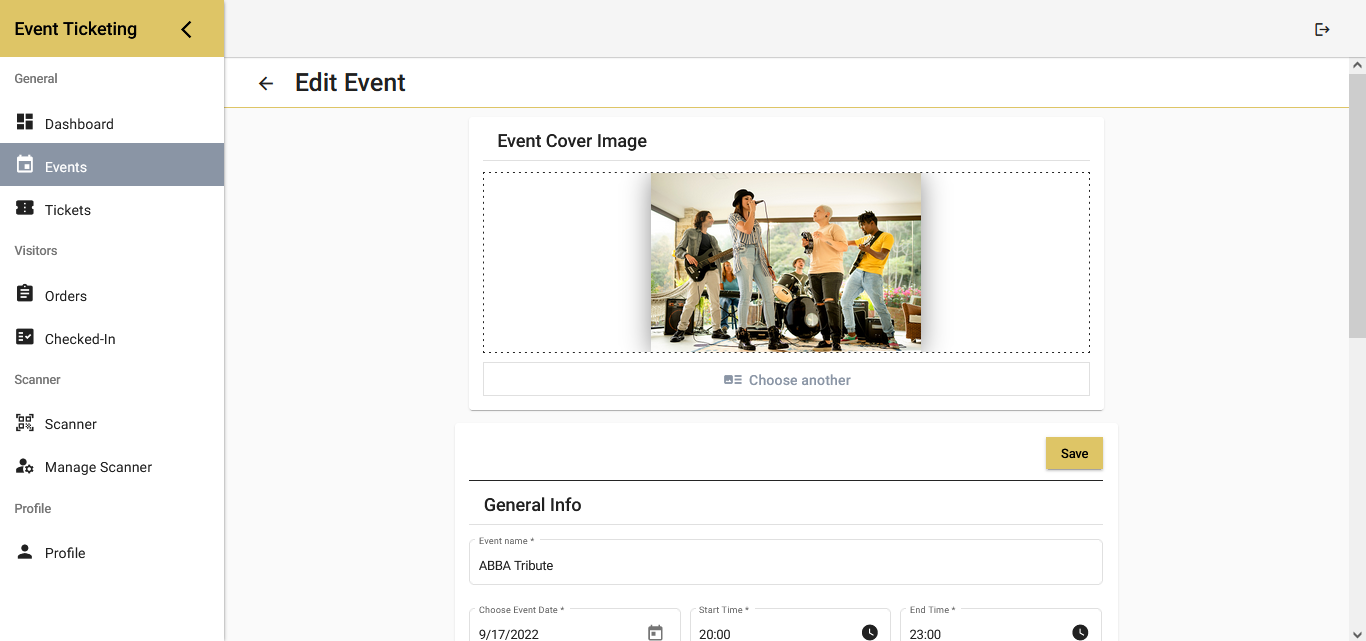 Event Ticketing
General
Dashboard
Events
Tickets
Visitors
Orders
Checked-In
Scanner
Scanner
Manage Scanner
Profile
Profile
Edit Event
Event Cover Image
Choose another
Save
General Info
Event name *
ABBA Tribute
Choose Event Date *
9/17/2022
Start Time *
20:00
End Time *
23:00